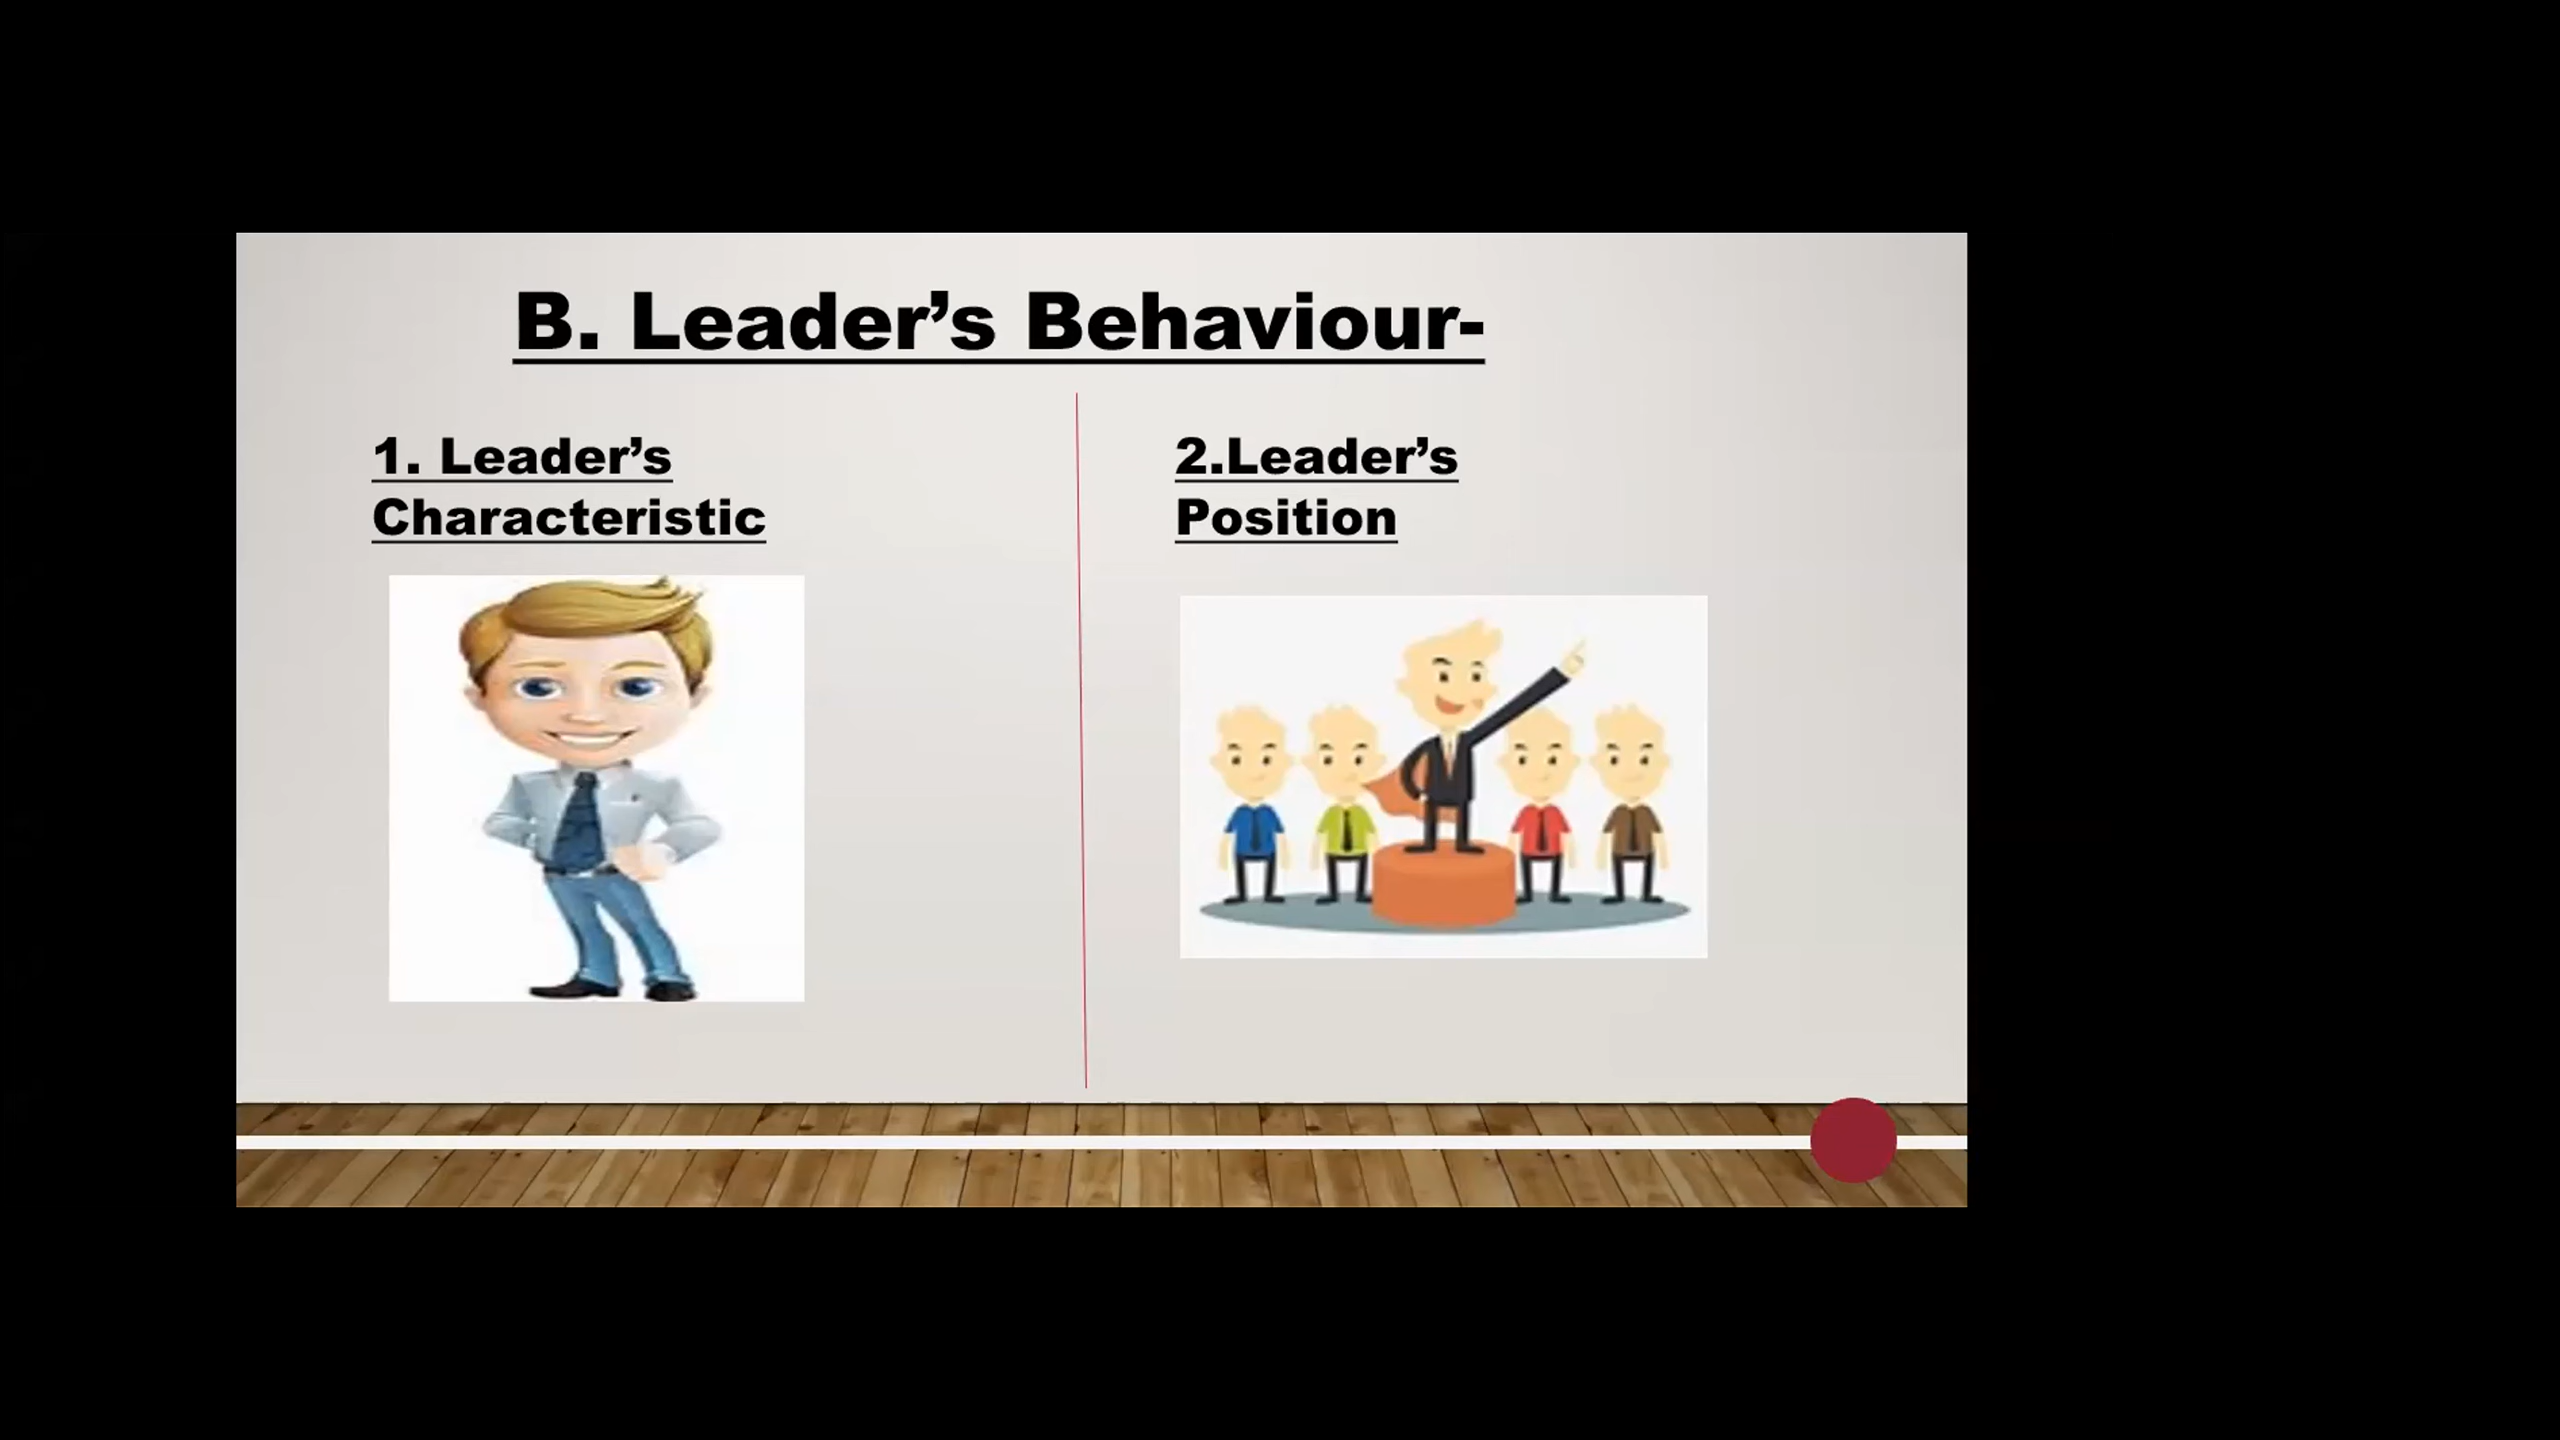 B. Leader’s Behaviour-
1. Leader’s
Characteristic
2.Leader’s
Position